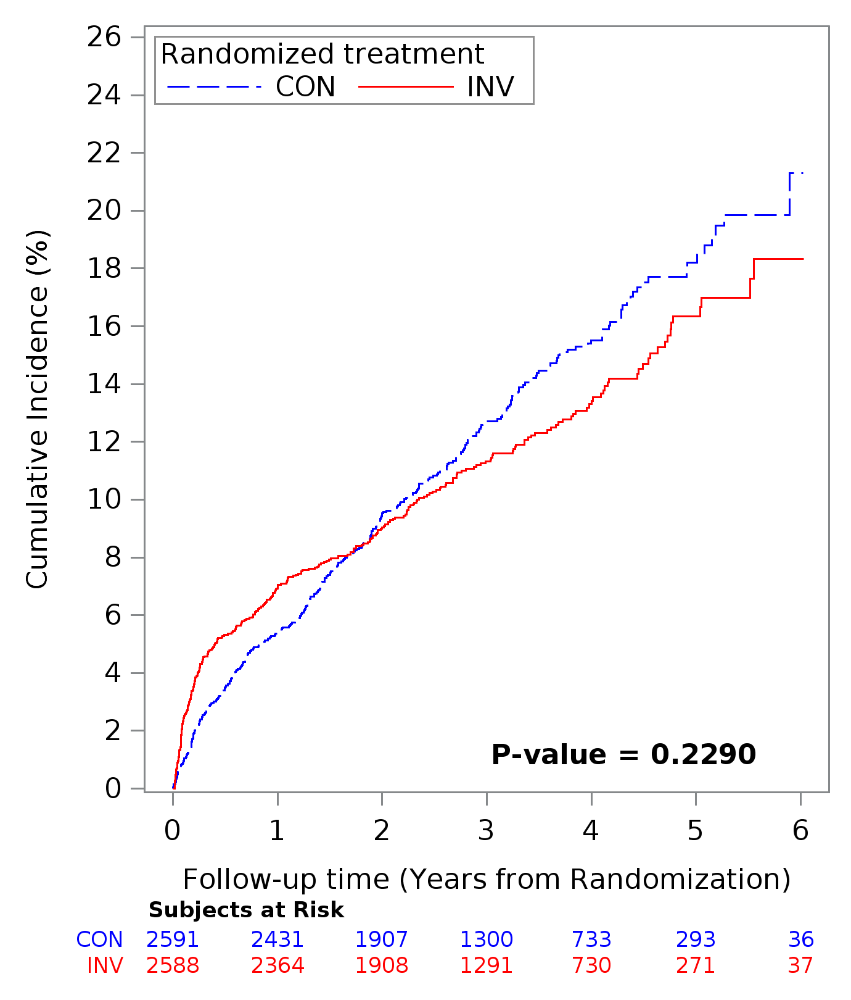 26
24
22
20
18
16
14
12
10
8
6
4
2
0
Cumulative Incidence (%)
Randomized treatment
CON INV
P-value = 0.2290
0 1 2 3 4 5 6
Follow-up time (Years from Randomization)
Subjects at Risk
CON 2591 2431 1907 1300 733 293 36
INV 2588 2364 1908 1291 730 271 37